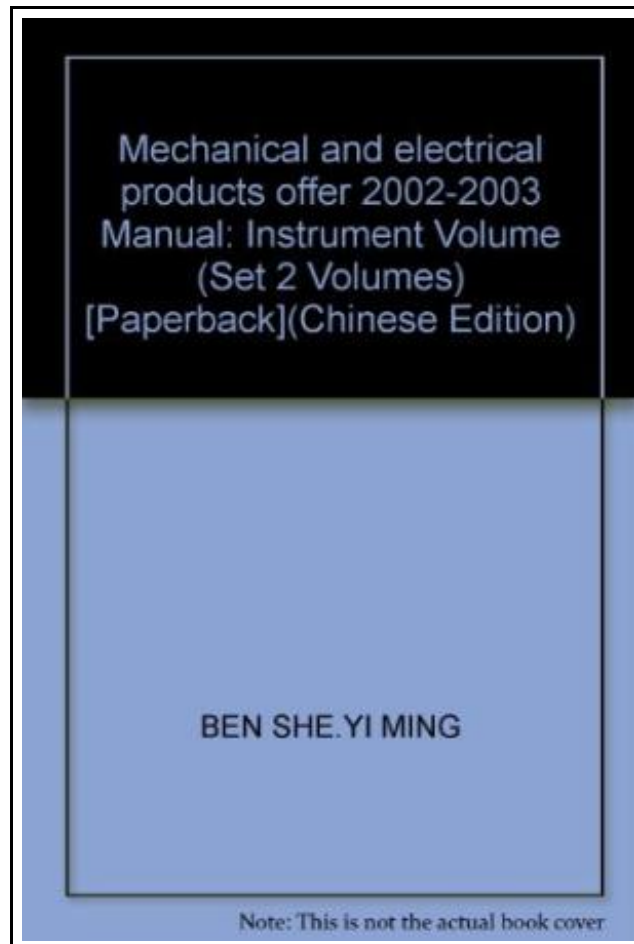 Mechanical and electrical
products offer 2002-2003
Manual: Instrument Volume
(Set 2 Volumes)
[Paperback](Chinese Edition)
BEN SHE.YI MING
Note: This is not the actual book cover